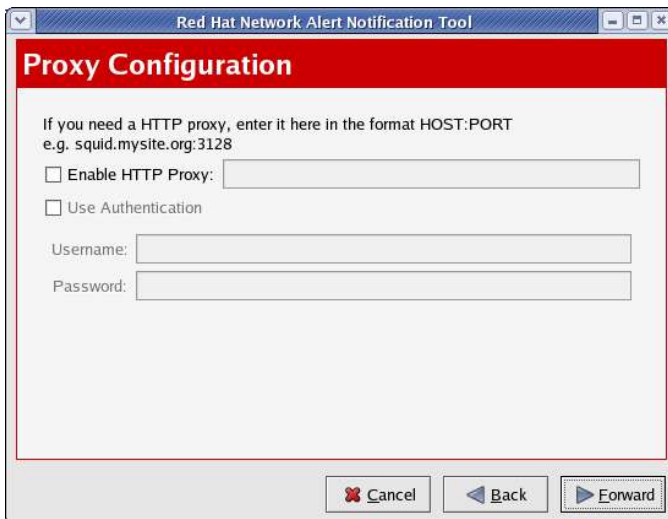 Red Hat Network Alert Notification Tool
Proxy Configuration
If you need a HTTP proxy, enter it here in the format HOST:PORT
e.g. squid.mysite.org:3128
Enable HTTP Proxy:
Use Authentication
Username:
Password:
Cancel Back Forward